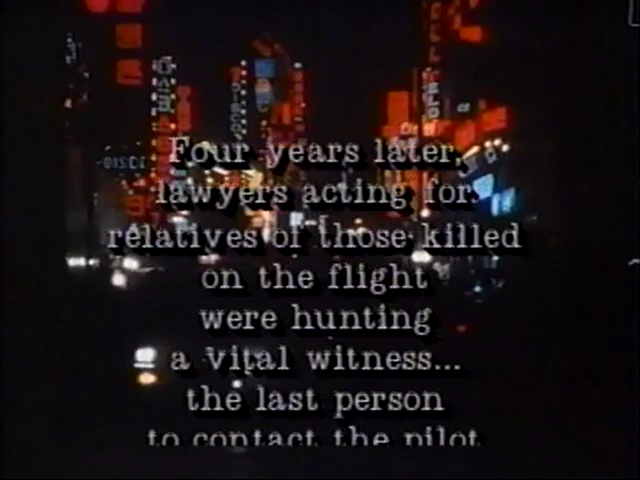 Four years later,
lawyers acting for
relatives of those killed
on the flight
were hunting
a vital witness...
the last person
to contact the pilot